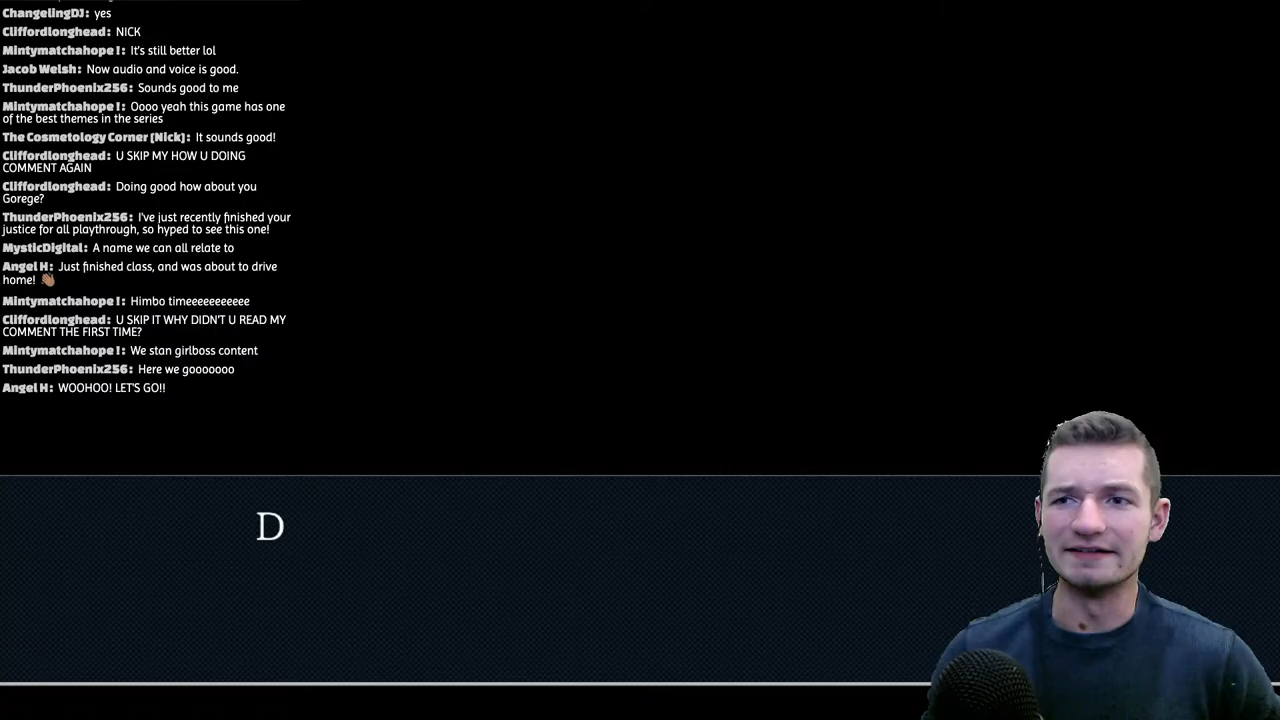 ChangelingDJ: yes
Cliffordlonghead: NICK
Mintymatchahope !: It's still better lol
Jacob Welsh: Now audio and voice is good.
ThunderPhoenix256: Sounds good to me
Mintymatchahope !: Oooo yeah this game has one
of the best themes in the series
The Cosmetology Corner (Nick): It sounds good!
Cliffordlonghead: U SKIP MY HOW U DOING
COMMENT AGAIN
Cliffordlonghead: Doing good how about you
Gorege?
ThunderPhoenix256: I've just recently finished your
justice for all playthrough, so hyped to see this one!
MysticDigital: A name we can all relate to
Angel H: Just finished class, and was about to drive
home! 👋🏽
Mintymatchahope !: Himbo timeeeeeeeeeee
Cliffordlonghead: U SKIP IT WHY DIDN'T U READ MY
COMMENT THE FIRST TIME?
Mintymatchahope !: We stan girlboss content
ThunderPhoenix256: Here we gooooooo
Angel H: WOOHOO! LET'S GO!!
D